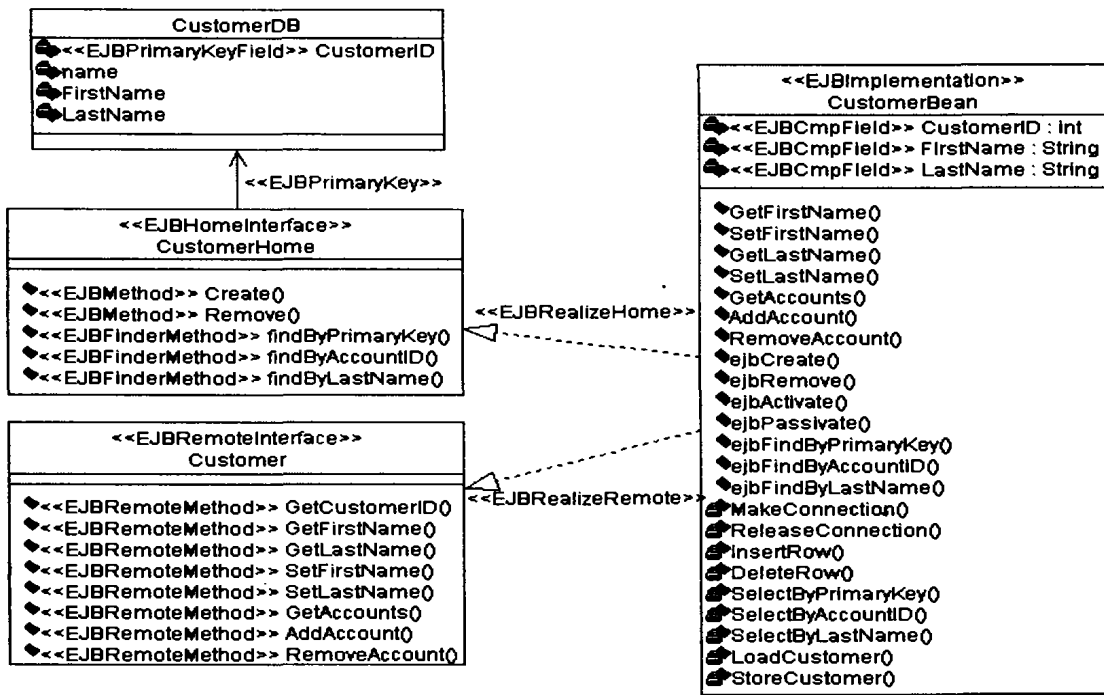 CustomerDB
<<EJBPrimaryKeyField>> CustomerID
name
FirstName
LastName
<<EJBPrimaryKey>>
<<EJBHomeInterface>>
CustomerHome
<<EJBMethod>> Create()
<<EJBMethod>> Remove()
<<EJBFinderMethod>> findByPrimaryKey()
<<EJBFinderMethod>> findByAccountID()
<<EJBFinderMethod>> findByLastName()
<<EJBRealizeHome>>
<<EJBRemoteInterface>>
Customer
<<EJBRemoteMethod>> GetCustomerID()
<<EJBRemoteMethod>> GetFirstName()
<<EJBRemoteMethod>> GetLastName()
<<EJBRemoteMethod>> SetFirstName()
<<EJBRemoteMethod>> SetLastName()
<<EJBRemoteMethod>> GetAccounts()
<<EJBRemoteMethod>> AddAccount()
<<EJBRemoteMethod>> RemoveAccount()
<<EJBRealizeRemote>>
<<EJBImplementation>>
CustomerBean
<<EJBCmpField>> CustomerID : int
<<EJBCmpField>> FirstName : String
<<EJBCmpField>> LastName : String
GetFirstName()
SetFirstName()
GetLastName()
SetLastName()
GetAccounts()
AddAccount()
RemoveAccount()
ejbCreate()
ejbRemove()
ejbActivate()
ejbPassivate()
ejbFindByPrimaryKey()
ejbFindByAccountID()
ejbFindByLastName()
MakeConnection()
ReleaseConnection()
InsertRow()
DeleteRow()
SelectByPrimaryKey()
SelectByAccountID()
SelectByLastName()
LoadCustomer()
StoreCustomer()